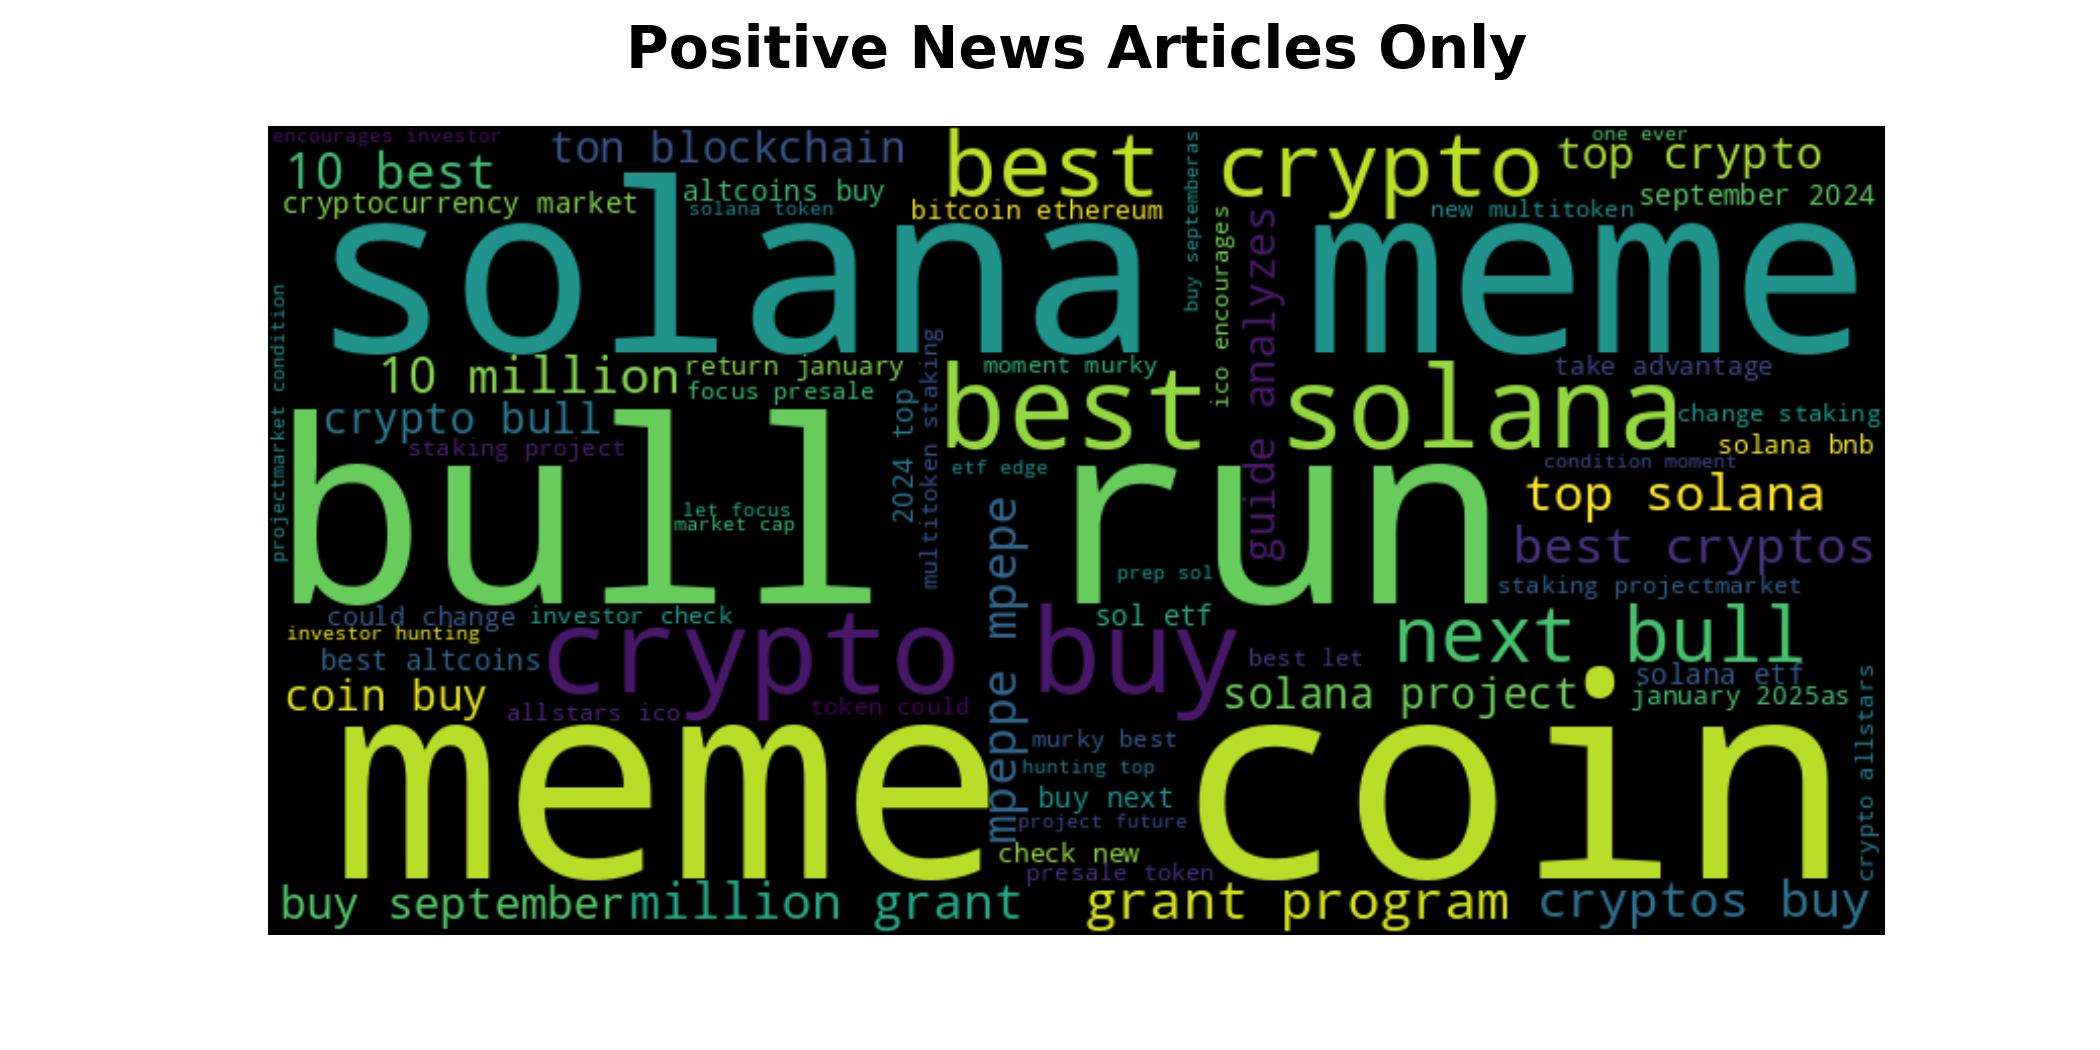 Positive News Articles Only
encourages investor
ton blockchain
best crypto
one ever
top crypto
10 best
cryptocurrency market
altcoins buy
solana token
bitcoin ethereum
buy septemberas
september 2024
new multitoken
solana meme
ico encourages
guide analyzes
projectmarket condition
10 million
return january
focus presale
moment murky
take advantage
crypto bull
staking project
2024 top
multitoken staking
best solana
change staking
solana bnb
etf edge
condition moment
bull run
let focus
market cap
top solana
best cryptos
prep sol
staking projectmarket
mpeppe mpepe
could change
investor check
sol etf
investor hunting
crypto buy
next bull
best altcoins
best let
solana etf
coin buy
solana project
january 2025as
allstars ico
token could
crypto allstars
murky best
hunting top
meme coin
buy next
project future
check new
presale token
buy september
million grant
grant program
cryptos buy